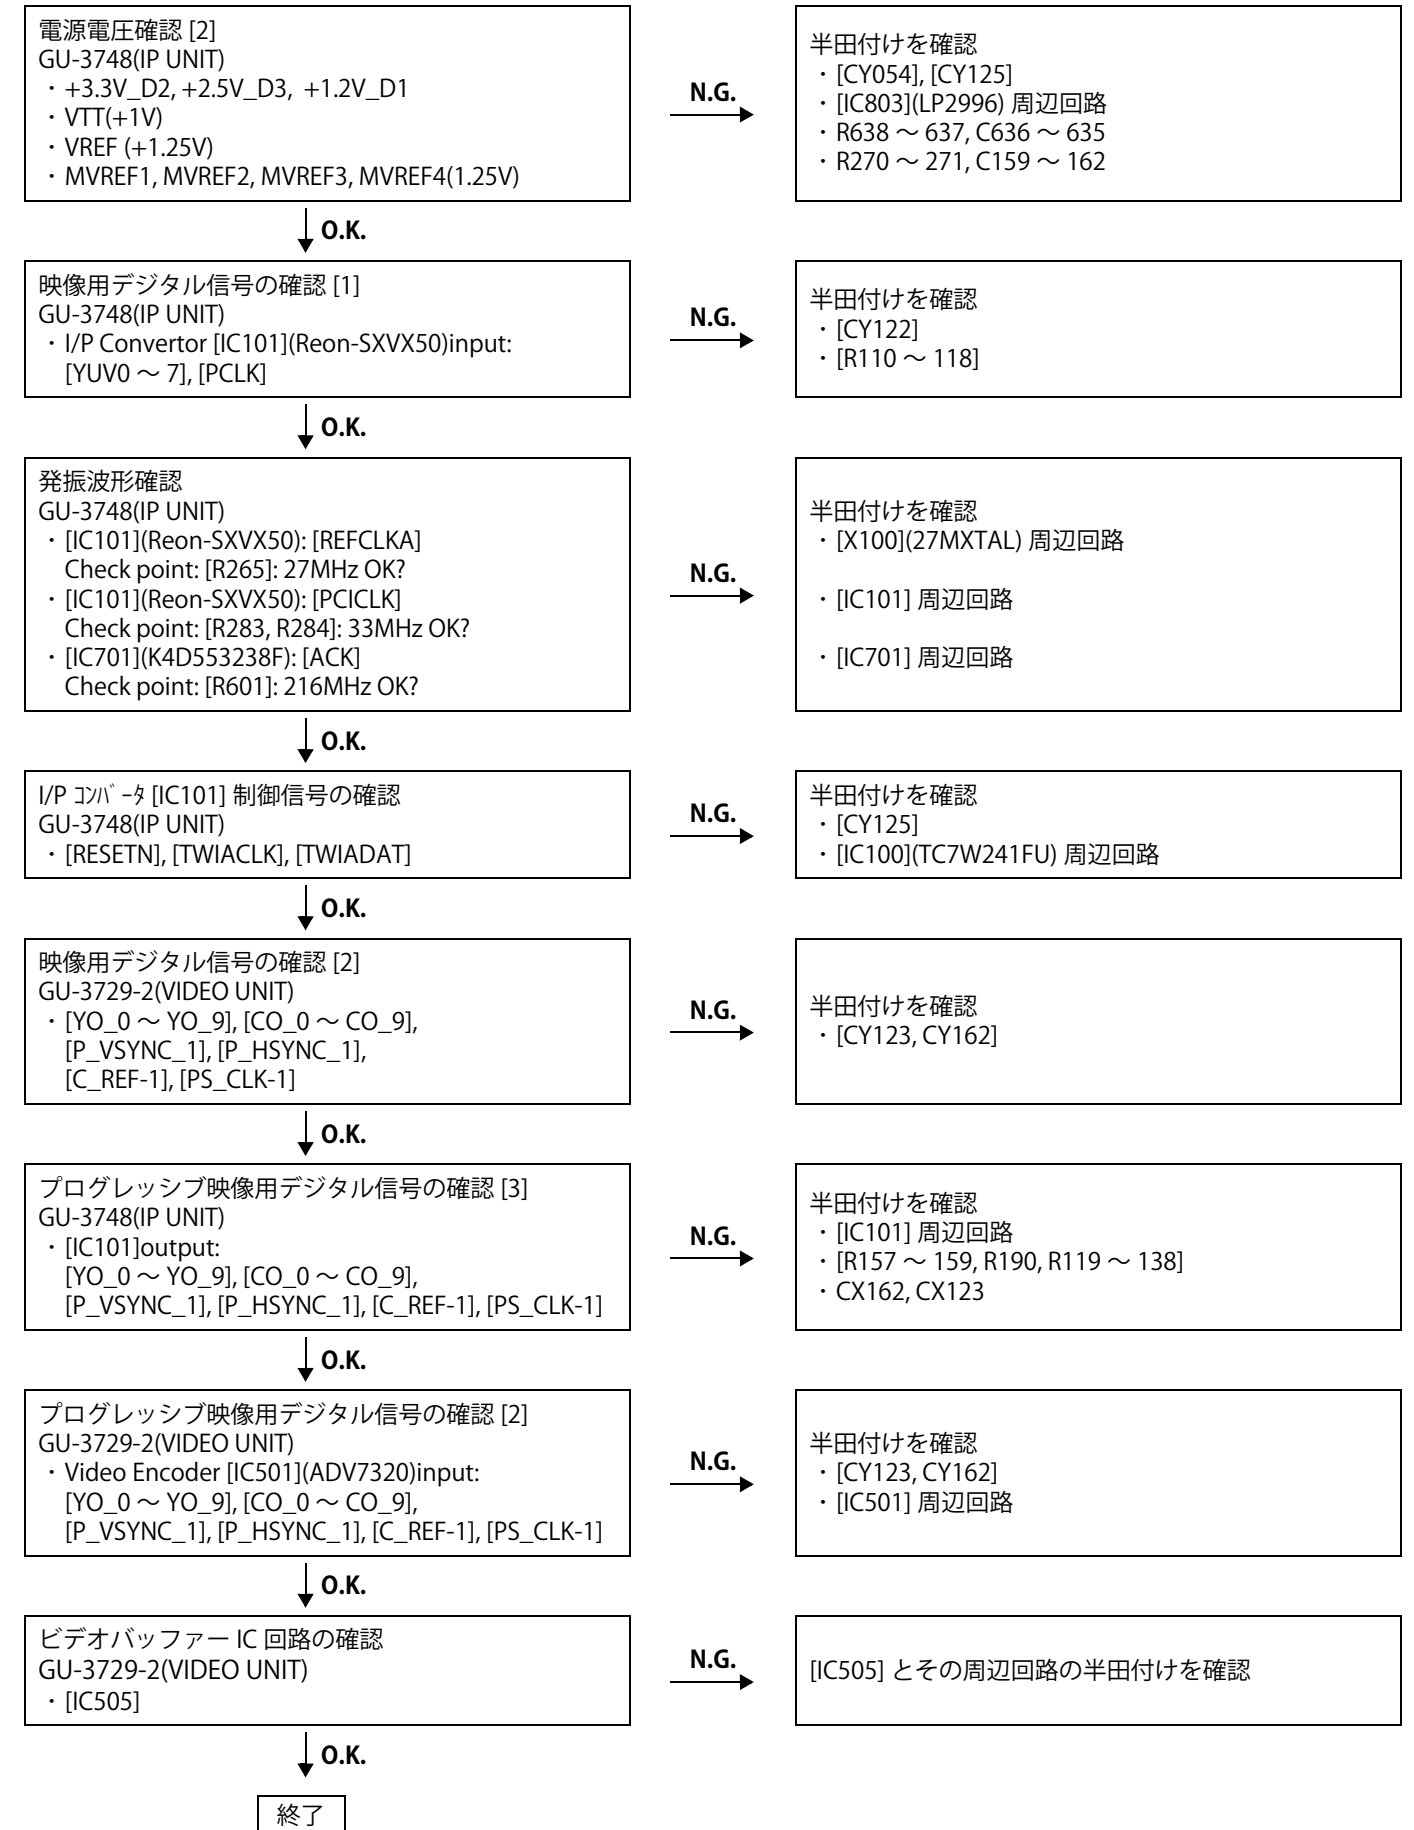 電源電圧確認 [2]
GU-3748(IP UNIT)
・+3.3V_D2, +2.5V_D3, +1.2V_D1
・VTT(+1V)
・VREF (+1.25V)
・MVREF1, MVREF2, MVREF3, MVREF4(1.25V)
N.G.
半田付けを確認
・[CY054], [CY125]
・[IC803](LP2996) 周辺回路
・R638 ～ 637, C636 ～ 635
・R270 ～ 271, C159 ～ 162
O.K.
映像用デジタル信号の確認 [1]
GU-3748(IP UNIT)
・I/P Convertor [IC101](Reon-SXVX50)input:
[YUV0 ～ 7], [PCLK]
N.G.
半田付けを確認
・[CY122]
・[R110 ～ 118]
O.K.
発振波形確認
GU-3748(IP UNIT)
・[IC101](Reon-SXVX50): [REFCLKA]
Check point: [R265]: 27MHz OK?
・[IC101](Reon-SXVX50): [PCICLK]
Check point: [R283, R284]: 33MHz OK?
・[IC701](K4D553238F): [ACK]
Check point: [R601]: 216MHz OK?
N.G.
半田付けを確認
・[X100](27MXTAL) 周辺回路
・[IC101] 周辺回路
・[IC701] 周辺回路
O.K.
I/P ｺﾝﾊﾞｰﾀ [IC101] 制御信号の確認
GU-3748(IP UNIT)
・[RESETN], [TWIACLK], [TWIADAT]
N.G.
半田付けを確認
・[CY125]
・[IC100](TC7W241FU) 周辺回路
O.K.
映像用デジタル信号の確認 [2]
GU-3729-2(VIDEO UNIT)
・[YO_0 ～ YO_9], [CO_0 ～ CO_9],
[P_VSYNC_1], [P_HSYNC_1],
[C_REF-1], [PS_CLK-1]
N.G.
半田付けを確認
・[CY123, CY162]
O.K.
プログレッシブ映像用デジタル信号の確認 [3]
GU-3748(IP UNIT)
・[IC101]output:
[YO_0 ～ YO_9], [CO_0 ～ CO_9],
[P_VSYNC_1], [P_HSYNC_1], [C_REF-1], [PS_CLK-1]
N.G.
半田付けを確認
・[IC101] 周辺回路
・[R157 ～ 159, R190, R119 ～ 138]
・CX162, CX123
O.K.
プログレッシブ映像用デジタル信号の確認 [2]
GU-3729-2(VIDEO UNIT)
・Video Encoder [IC501](ADV7320)input:
[YO_0 ～ YO_9], [CO_0 ～ CO_9],
[P_VSYNC_1], [P_HSYNC_1], [C_REF-1], [PS_CLK-1]
N.G.
半田付けを確認
・[CY123, CY162]
・[IC501] 周辺回路
O.K.
ビデオバッファー IC 回路の確認
GU-3729-2(VIDEO UNIT)
・[IC505]
N.G.
[IC505] とその周辺回路の半田付けを確認
O.K.
終了